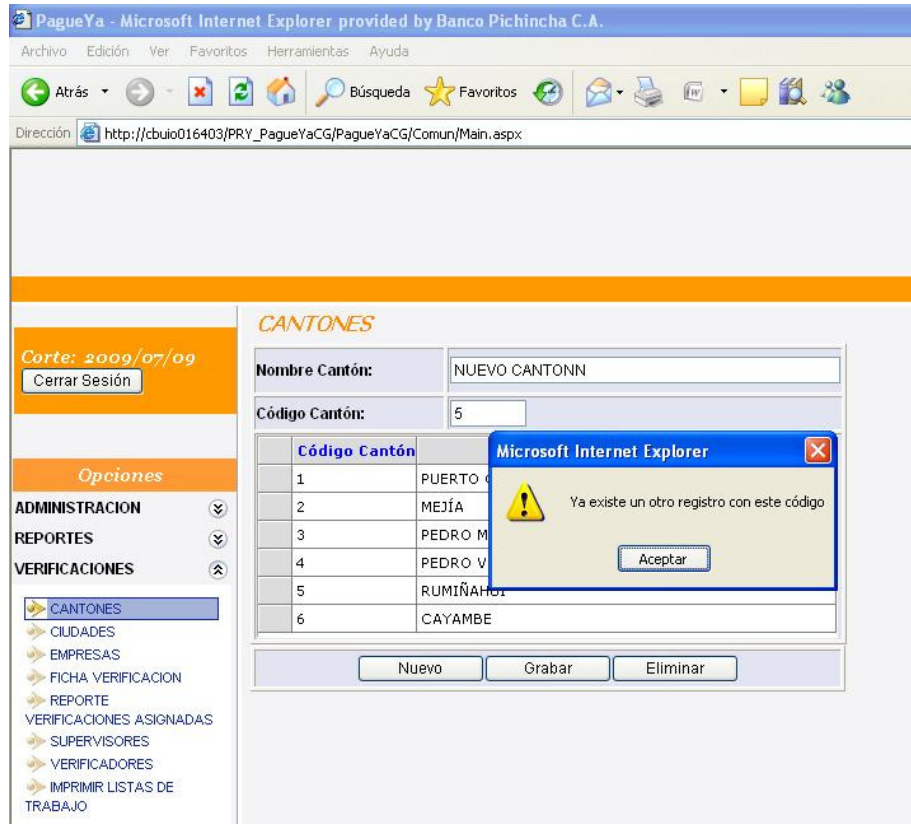 PagueYa - Microsoft Internet Explorer provided by Banco Pichincha C.A.
Archivo Edición Ver Favoritos Herramientas Ayuda
Atrás Búsqueda Favoritos
Dirección http://cbuio016403/PRY_PagueYaCG/PagueYaCG/Comun/Main.aspx
CANTONES
Corte: 2009/07/09
Cerrar Sesión
Nombre Cantón: NUEVO CANTONN
Código Cantón: 5
Opciones
ADMINISTRACION
REPORTES
VERIFICACIONES
CANTONES
CIUDADES
EMPRESAS
FICHA VERIFICACION
REPORTE
VERIFICACIONES ASIGNADAS
SUPERVISORES
VERIFICADORES
IMPRIMIR LISTAS DE
TRABAJO
Código Cantón
1 PUERTO
2 MEJÍA
3 PEDRO M
4 PEDRO V
5 RUMIÑAHUI
6 CAYAMBE
Microsoft Internet Explorer
Ya existe un otro registro con este código
Aceptar
Nuevo Grabar Eliminar